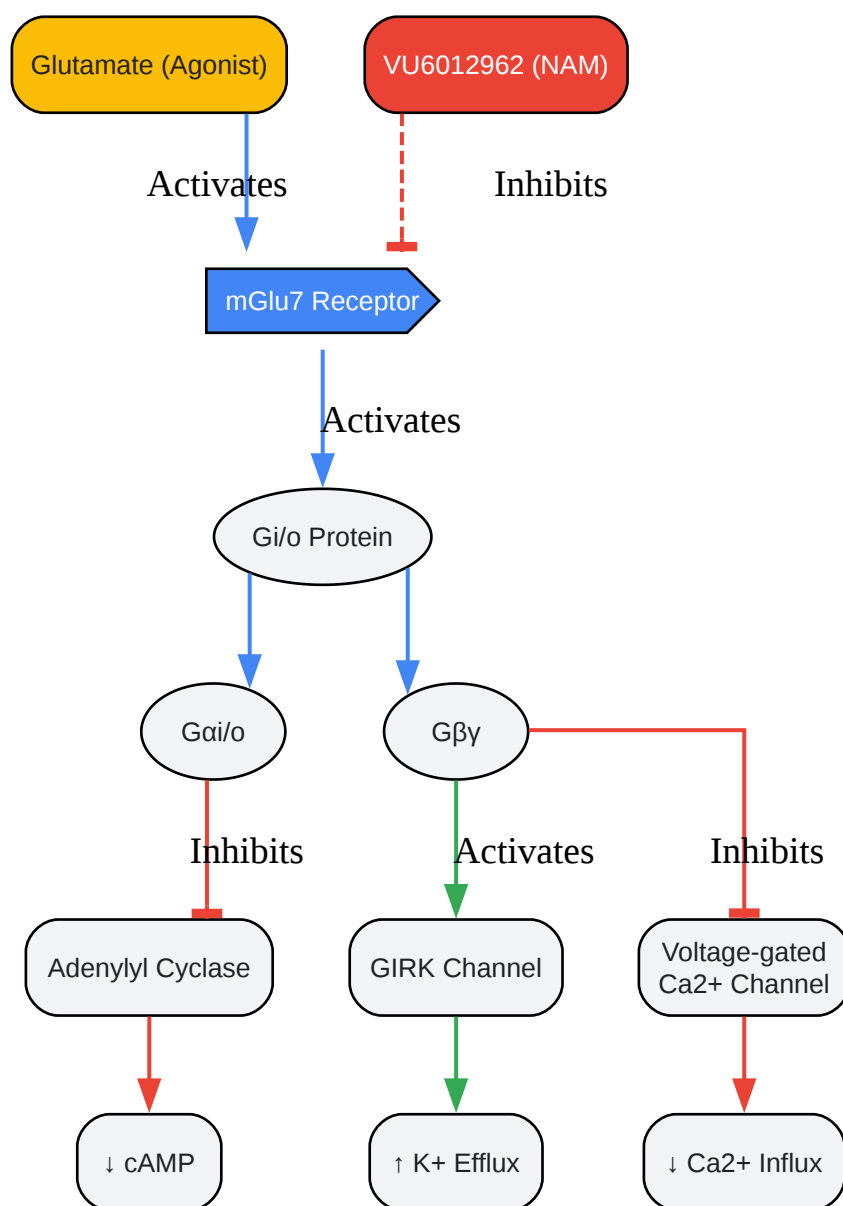 Glutamate (Agonist)
VU6012962 (NAM)
Activates
Inhibits
mGlu7 Receptor
Activates
Gi/o Protein
Gαi/o
Gβγ
Inhibits
Activates
Inhibits
Adenylyl Cyclase
GIRK Channel
Voltage-gated
Ca2+ Channel
↓ cAMP
↑ K+ Efflux
↓ Ca2+ Influx